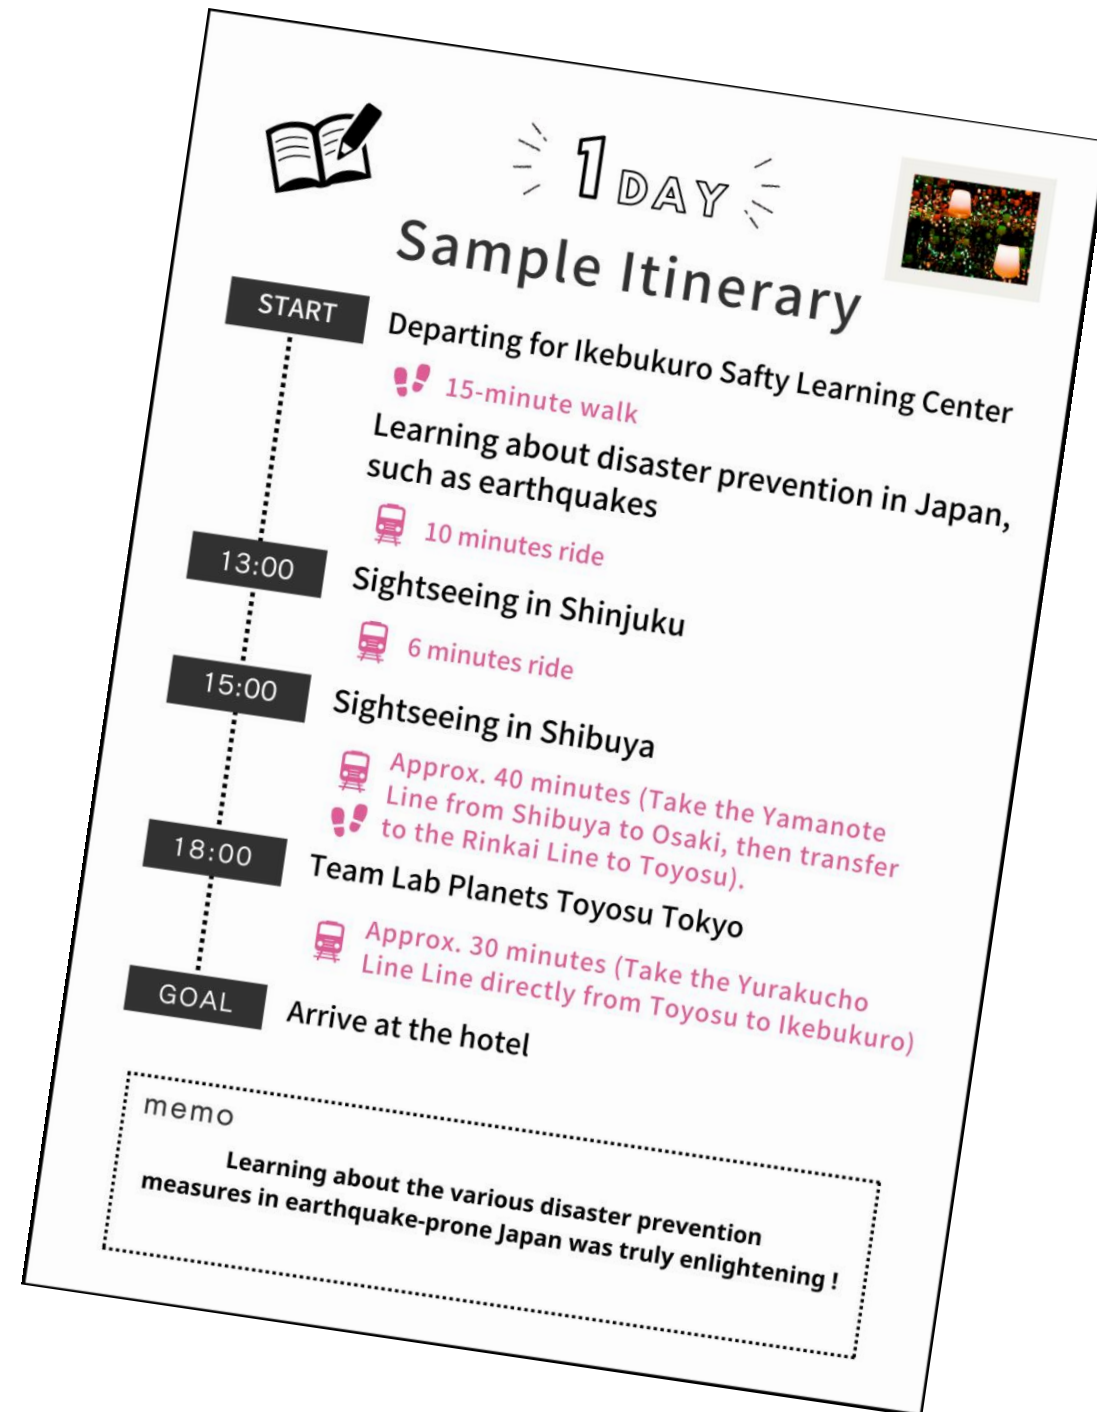 1 DAY
Sample Itinerary
START
Departing for Ikebukuro Safty Learning Center
15-minute walk
Learning about disaster prevention in Japan,
such as earthquakes
10 minutes ride
13:00
Sightseeing in Shinjuku
6 minutes ride
15:00
Sightseeing in Shibuya
Approx. 40 minutes (Take the Yamanote
Line from Shibuya to Osaki, then transfer
to the Rinkai Line to Toyosu).
18:00
Team Lab Planets Toyosu Tokyo
Approx. 30 minutes (Take the Yurakucho
Line Line directly from Toyosu to Ikebukuro)
GOAL
Arrive at the hotel
memo
Learning about the various disaster prevention
measures in earthquake-prone Japan was truly enlightening !